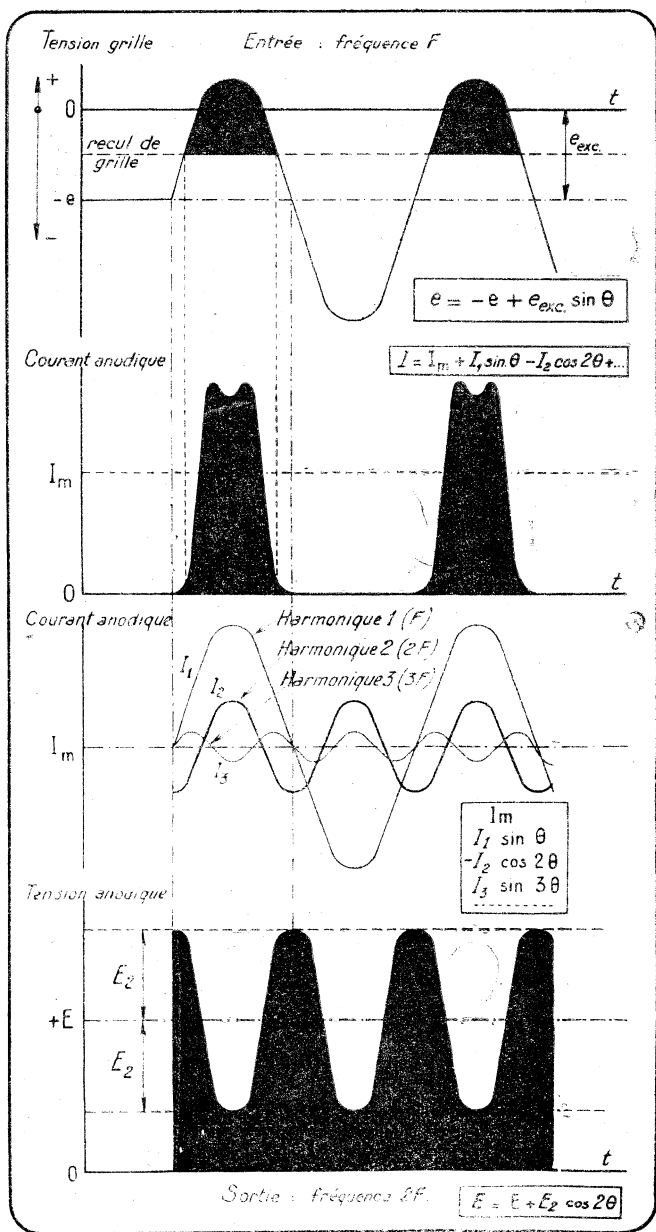 Tension grille
Entrée : fréquence F
+
0
t
recul de
grille
e exc.
-e
-
e = -e + e exc. sin θ
Courant anodique
I = Im + I1 sin θ - I2 cos 2θ + ...
Im
0
t
Courant anodique
Harmonique 1 (F)
Harmonique 2 (2F)
Harmonique 3 (3F)
I1
I2
Im
I3
Im
I1 sin θ
-I2 cos 2θ
I3 sin 3θ
Tension anodique
E2
+E
E2
0
t
Sortie : fréquence 2F.
E = E + E2 cos 2θ